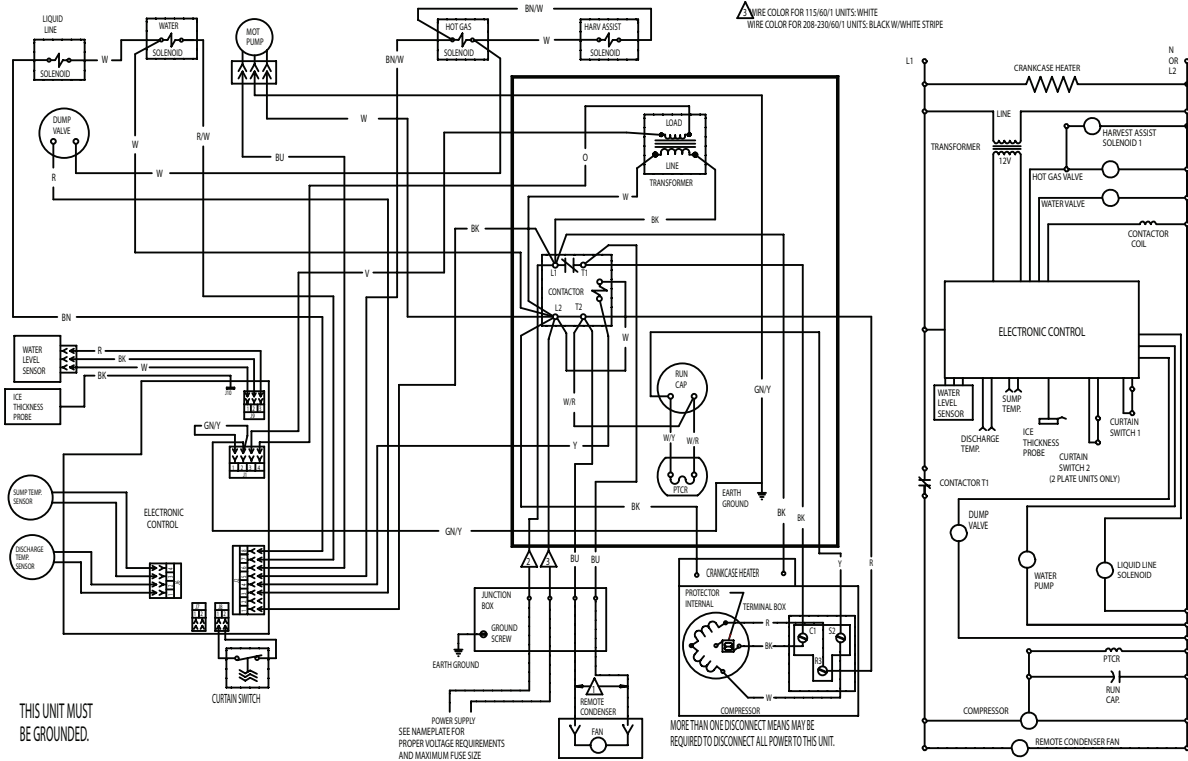 3 WIRE COLOR FOR 115/60/1 UNITS: WHITE
WIRE COLOR FOR 208-230/60/1 UNITS: BLACK W/WHITE STRIPE
LIQUID
LINE
SOLENOID
W
WATER
SOLENOID
MOT
PUMP
BN/W
HOT GAS
SOLENOID
W
HARV ASSIST
SOLENOID
BN/W
DUMP
VALVE
R
W
R/W
W
BU
W
LOAD
LINE
TRANSFORMER
O
W
BK
BK
V
L1
T1
CONTACTOR
L2
T2
W
BN
WATER
LEVEL
SENSOR
R
BK
W
BK
ICE
THICKNESS
PROBE
J10
GN/Y
1 2 3 4
RUN
CAP
W/R
W/Y
W/R
PTCR
GN/Y
Y
SUMP TEMP.
SENSOR
ELECTRONIC
CONTROL
DISCHARGE
TEMP.
SENSOR
GN/Y
BK
EARTH
GROUND
BK
BK
2
3
BU
BU
Y
R
CURTAIN SWITCH
JUNCTION
BOX
GROUND
SCREW
EARTH GROUND
CRANKCASE HEATER
PROTECTOR
INTERNAL
TERMINAL BOX
R
BK
W
C1
S2
R3
COMPRESSOR
1
REMOTE
CONDENSER
FAN
POWER SUPPLY
SEE NAMEPLATE FOR
PROPER VOLTAGE REQUIREMENTS
AND MAXIMUM FUSE SIZE
MORE THAN ONE DISCONNECT MEANS MAY BE
REQUIRED TO DISCONNECT ALL POWER TO THIS UNIT.
THIS UNIT MUST
BE GROUNDED.
L1
N
OR
L2
CRANKCASE HEATER
LINE
TRANSFORMER
12V
HARVEST ASSIST
SOLENOID 1
HOT GAS VALVE
WATER VALVE
CONTACTOR
COIL
ELECTRONIC CONTROL
WATER
LEVEL
SENSOR
DISCHARGE
TEMP.
SUMP
TEMP.
ICE
THICKNESS
PROBE
CURTAIN
SWITCH 2
(2 PLATE UNITS ONLY)
CURTAIN
SWITCH 1
CONTACTOR T1
DUMP
VALVE
WATER
PUMP
LIQUID LINE
SOLENOID
PTCR
RUN
CAP.
COMPRESSOR
REMOTE CONDENSER FAN